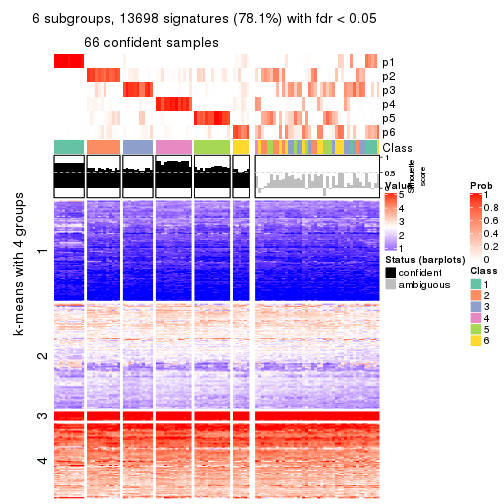 6 subgroups, 13698 signatures (78.1%) with fdr < 0.05
66 confident samples
p1
p2
p3
p4
p5
p6
Class
1
0.5
0
Silhouette
score
k-means with 4 groups
1
2
3
4
Value
5
4
3
2
1
Status (barplots)
confident
ambiguous
Prob
1
0.8
0.6
0.4
0.2
0
Class
1
2
3
4
5
6